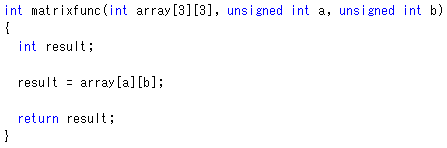 int matrixfunc(int array[3][3], unsigned int a, unsigned int b)
{
  int result;

  result = array[a][b];

  return result;
}